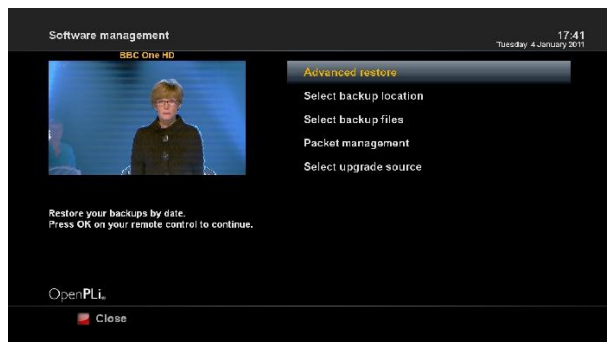 Software management
17:41
Tuesday 4 January 2011
BBC One HD
Advanced restore
Select backup location
Select backup files
Packet management
Select upgrade source
Restore your backups by date.
Press OK on your remote control to continue.
OpenPLi®
Close